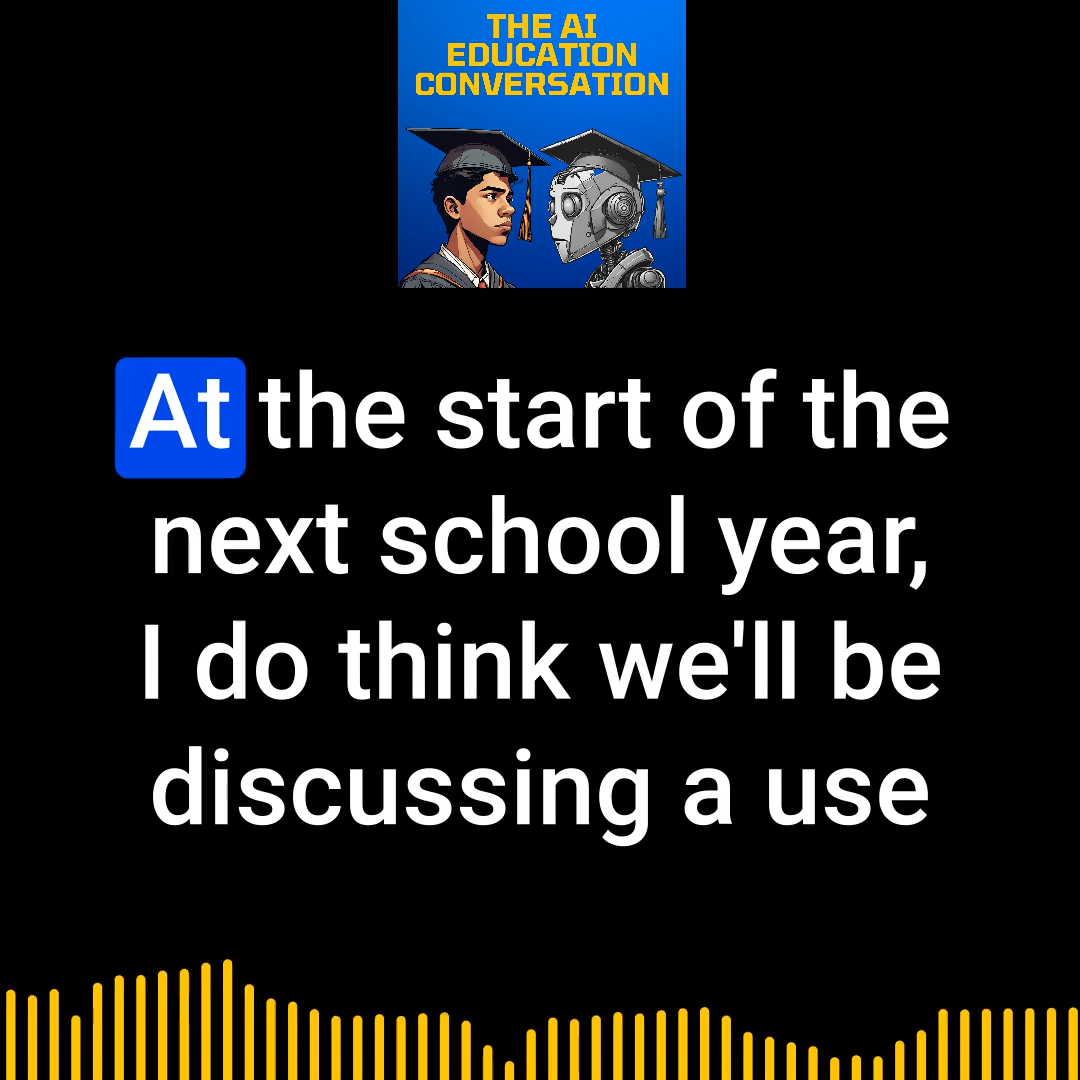 THE AI
EDUCATION
CONVERSATION
At the start of the
next school year,
I do think we'll be
discussing a use